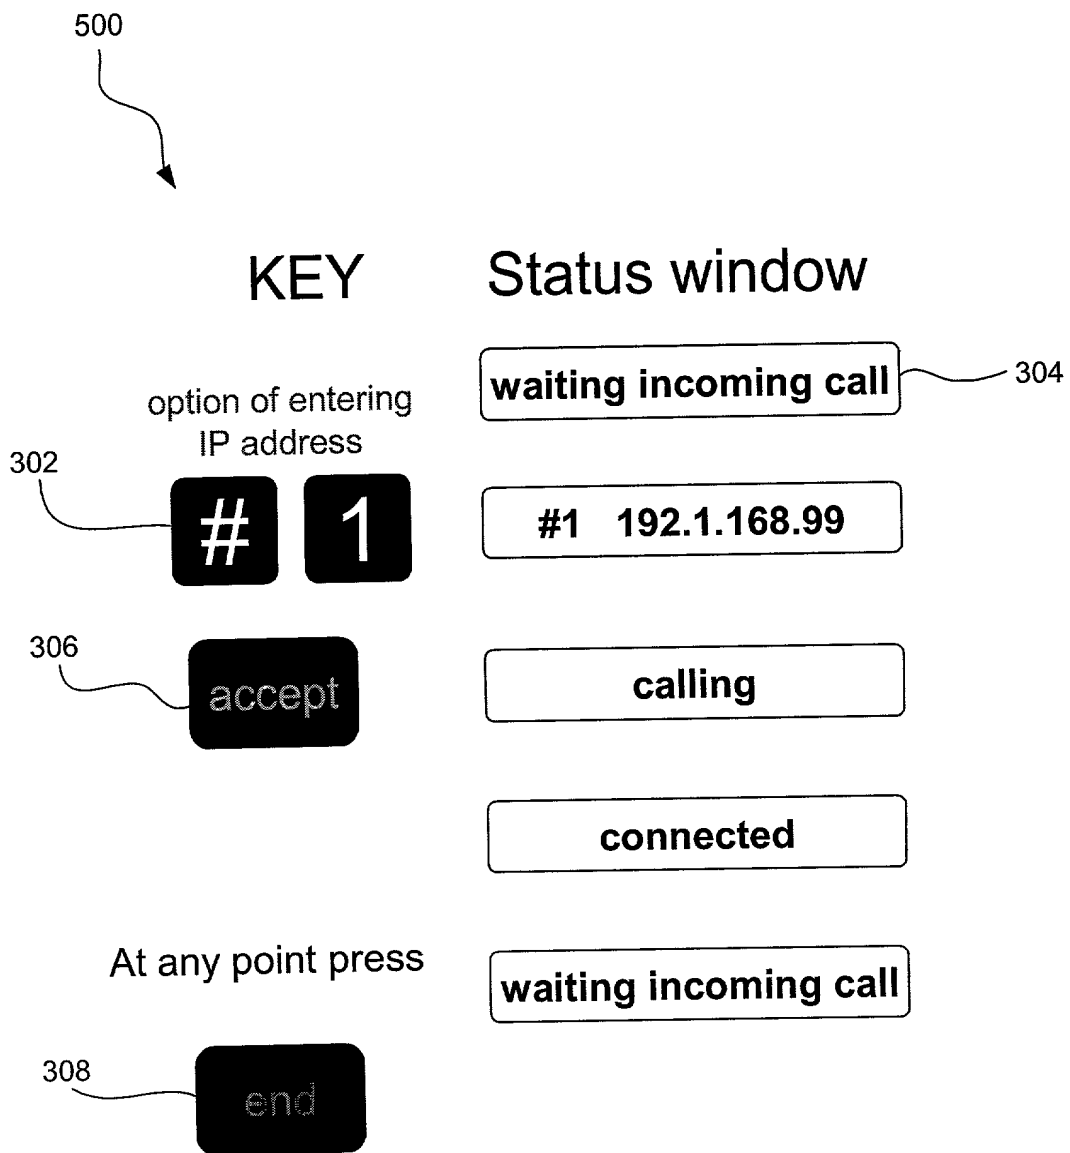 500
KEY Status window
waiting incoming call 304
option of entering
IP address
302
# 1 #1 192.1.168.99
306
accept calling
connected
At any point press waiting incoming call
308
end